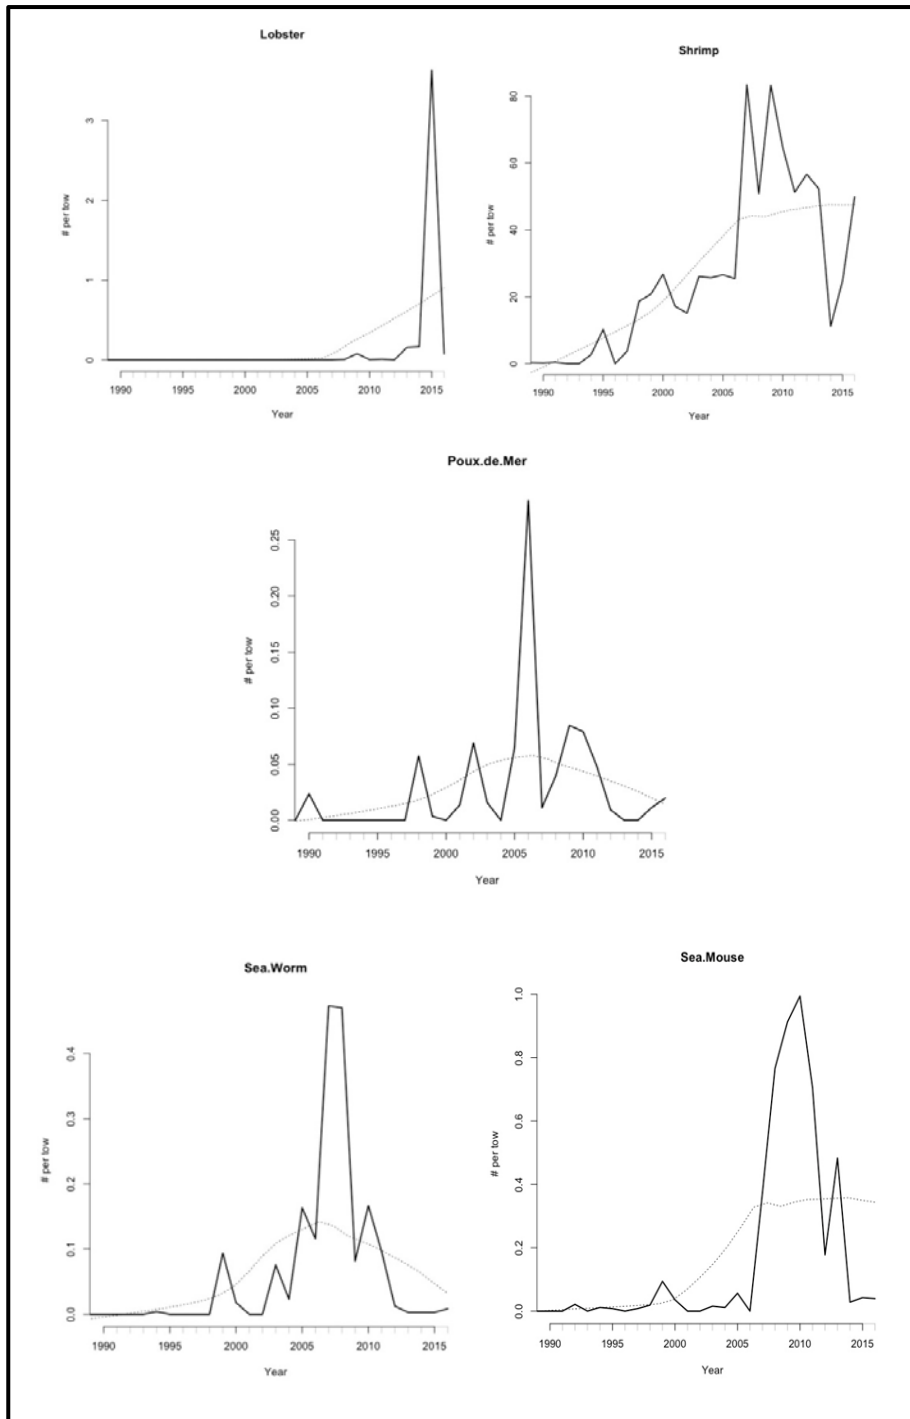 Lobster
# per tow
3
2
1
0
1990 1995 2000 2005 2010 2015
Year
Shrimp
# per tow
80
60
40
20
0
1990 1995 2000 2005 2010 2015
Year
Poux.de.Mer
# per tow
0.25
0.20
0.15
0.10
0.05
0.00
1990 1995 2000 2005 2010 2015
Year
Sea.Worm
# per tow
0.4
0.3
0.2
0.1
0.0
1990 1995 2000 2005 2010 2015
Year
Sea.Mouse
# per tow
1.0
0.8
0.6
0.4
0.2
0.0
1990 1995 2000 2005 2010 2015
Year